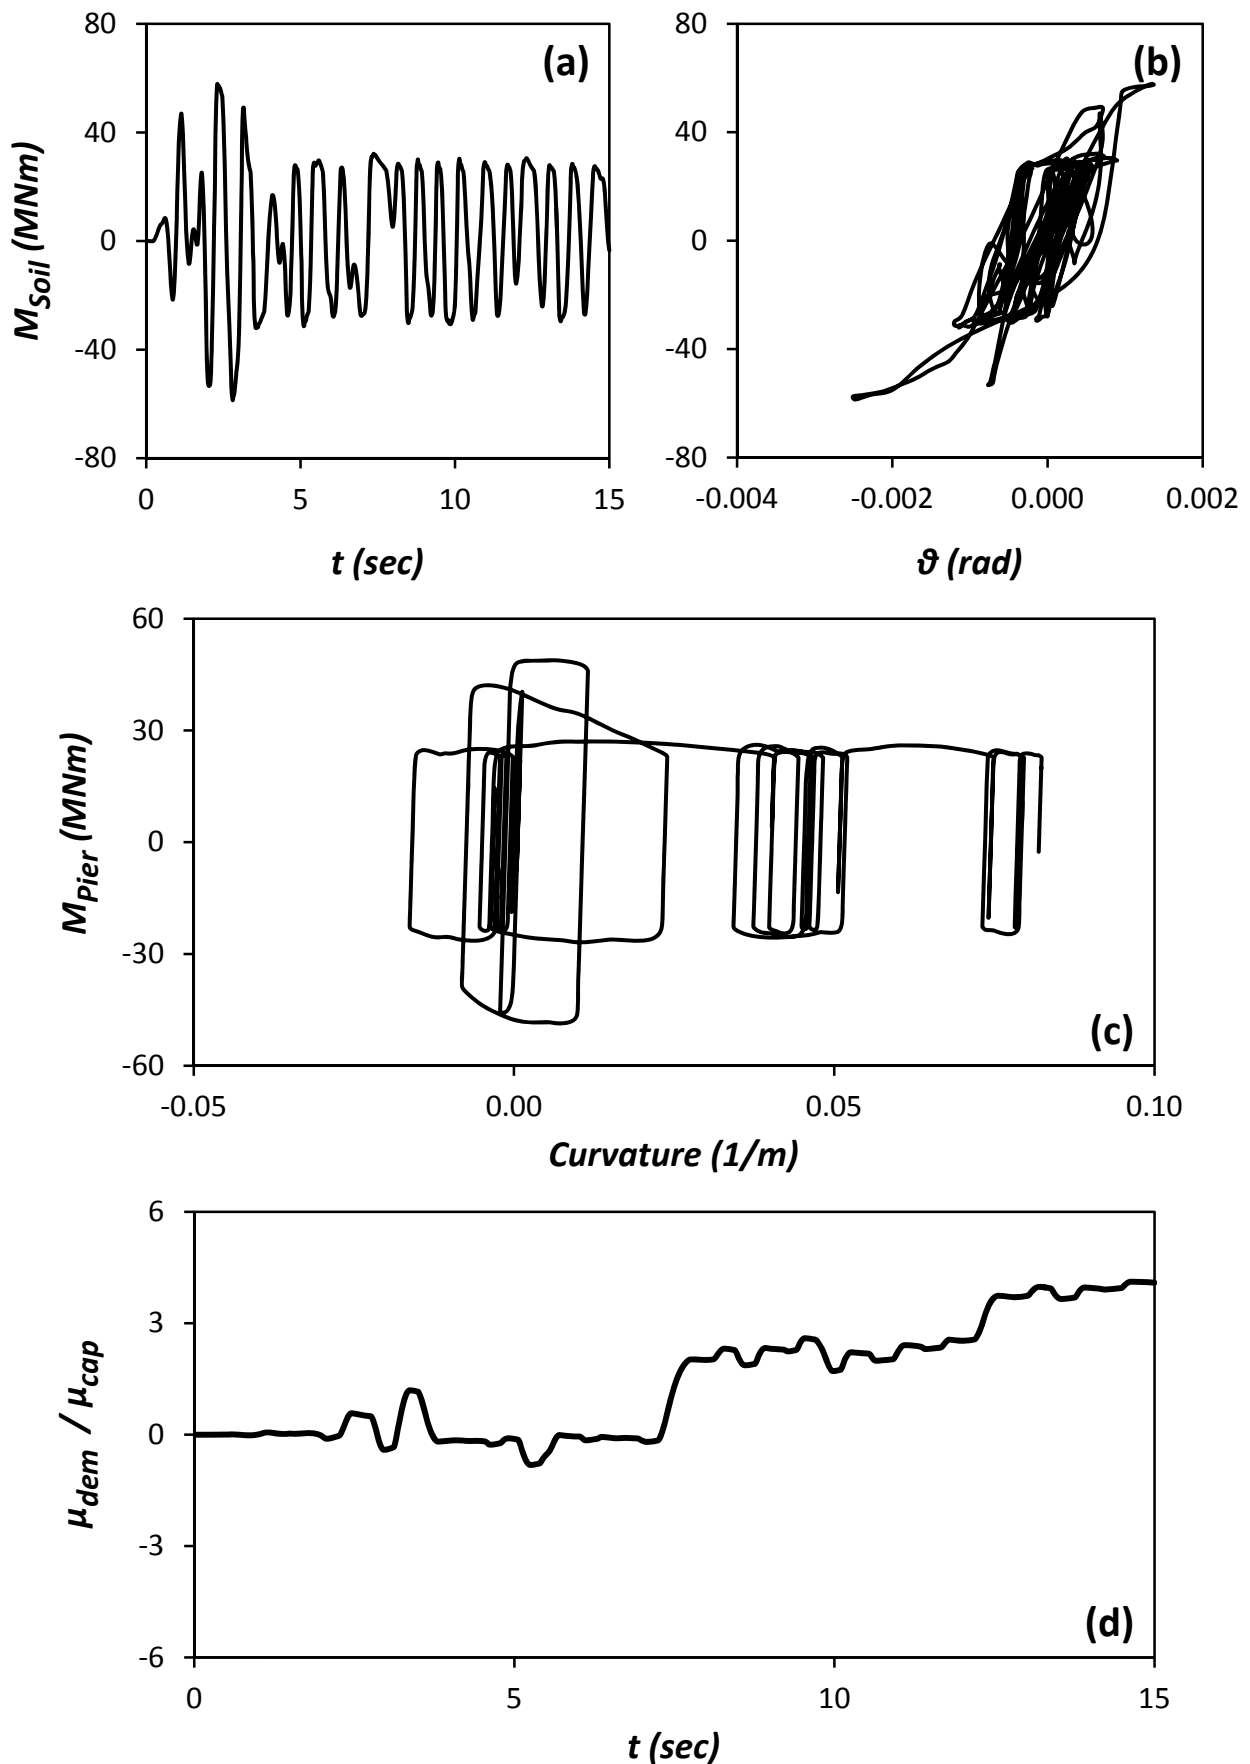 80
40
0
-40
-80
M_Soil (MNm)
(a)
0 5 10 15
t (sec)
80
40
0
-40
-80
(b)
-0.004 -0.002 0.000 0.002
ϑ (rad)
60
30
0
-30
-60
M_Pier (MNm)
(c)
-0.05 0.00 0.05 0.10
Curvature (1/m)
6
3
0
-3
-6
μ_dem / μ_cap
(d)
0 5 10 15
t (sec)